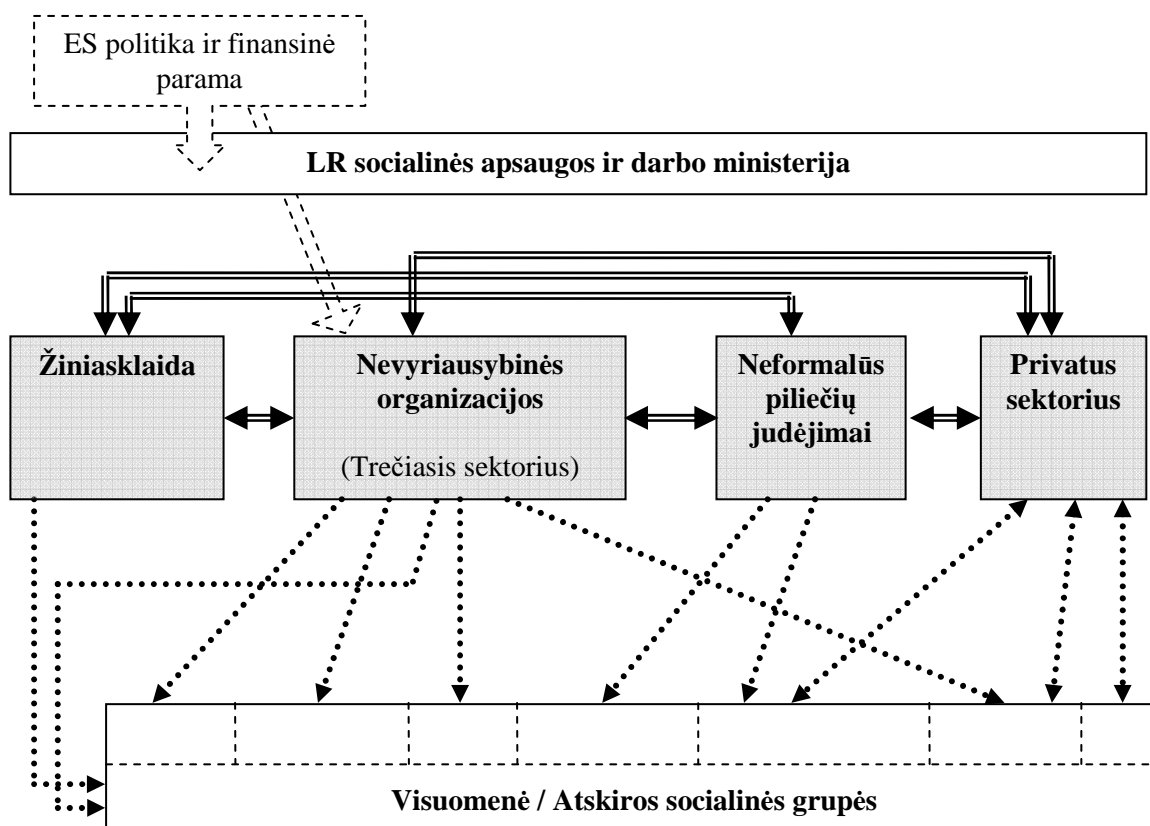 ES politika ir finansinė
parama
LR socialinės apsaugos ir darbo ministerija
Žiniasklaida
Nevyriausybinės
organizacijos
(Trečiasis sektorius)
Neformalūs
piliečių
judėjimai
Privatus
sektorius
Visuomenė / Atskiros socialinės grupės